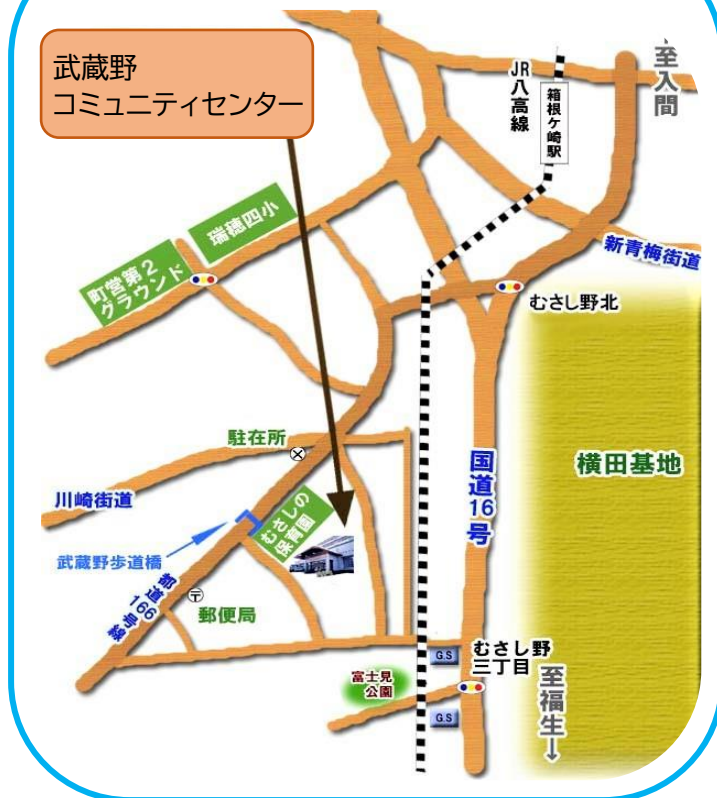 武蔵野
コミュニティセンター
至入間
JR八高線
箱根ヶ崎駅
瑞穂四小
町営第2
グラウンド
新青梅街道
むさし野北
駐在所
川崎街道
むさしの
保育園
国道16号
横田基地
武蔵野歩道橋
都道166号線
〒
郵便局
むさし野
三丁目
G.S
富士見
公園
G.S
至福生